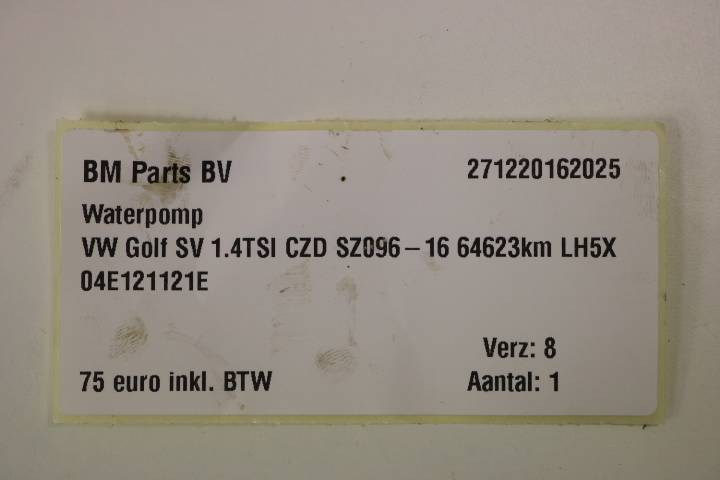 BM Parts BV 271220162025
Waterpomp
VW Golf SV 1.4TSI CZD SZ096-16 64623km LH5X
04E121121E
Verz: 8
75 euro inkl. BTW Aantal: 1